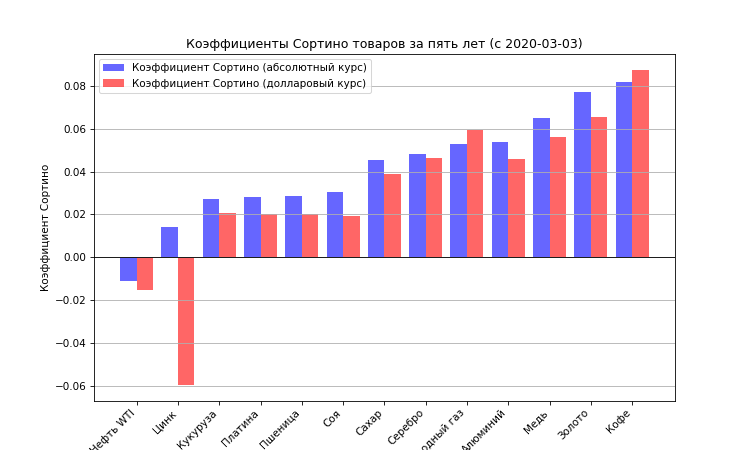 Коэффициенты Сортино товаров за пять лет (с 2020-03-03)
Коэффициент Сортино (абсолютный курс)
Коэффициент Сортино (долларовый курс)
Коэффициент Сортино
0.08
0.06
0.04
0.02
0.00
−0.02
−0.04
−0.06
Нефть WTI
Цинк
Кукуруза
Платина
Пшеница
Соя
Сахар
Серебро
газ
Алюминий
Медь
Золото
Кофе